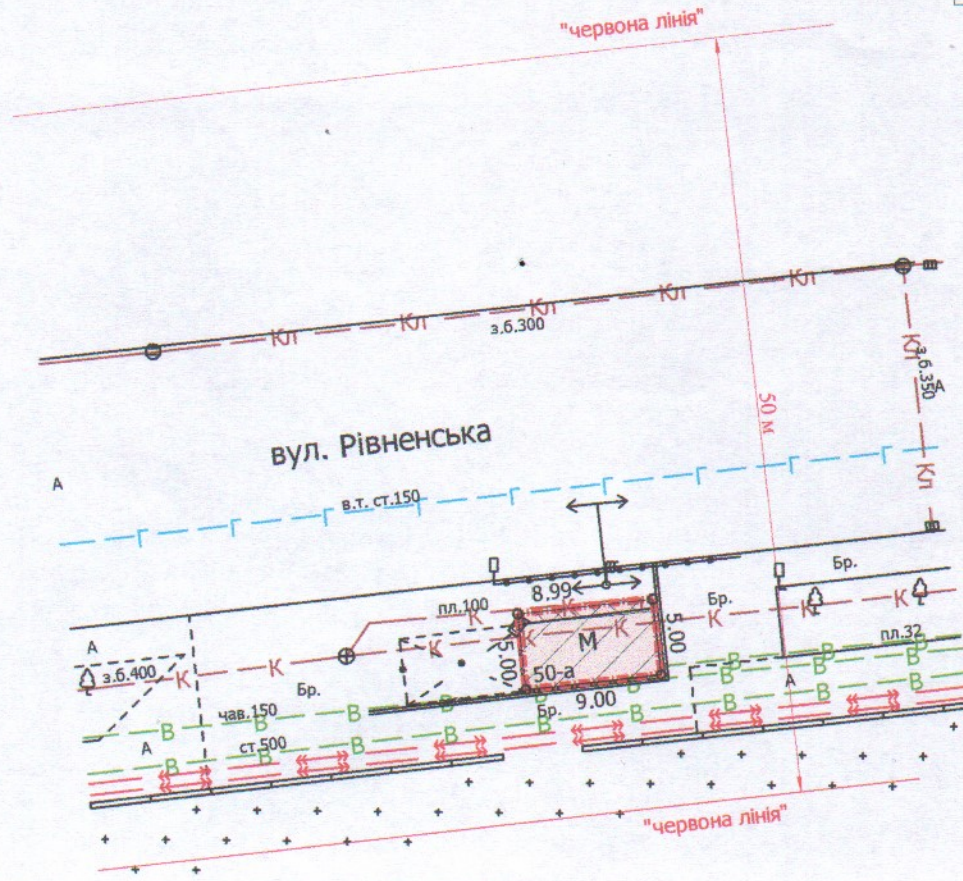 "червона лінія"
Кл
Кл
Кл
Кл
Кл
з.б.300
Кл
з.б.350
А
50 м
вул. Рівненська
Кл
А
в.т. ст.150
Г Г Г Г Г Г Г Г Г
Бр.
8.99
пл.100
К
К
Бр.
К
К
К
5.00
М
К
К
пл.32
А
з.б.400
К
К
5.00
50-а
В
В
Бр.
А
В
чав.150
В
В
В
9.00
Бр.
В
В
А
ст.500
В
В
В
В
В
"червона лінія"